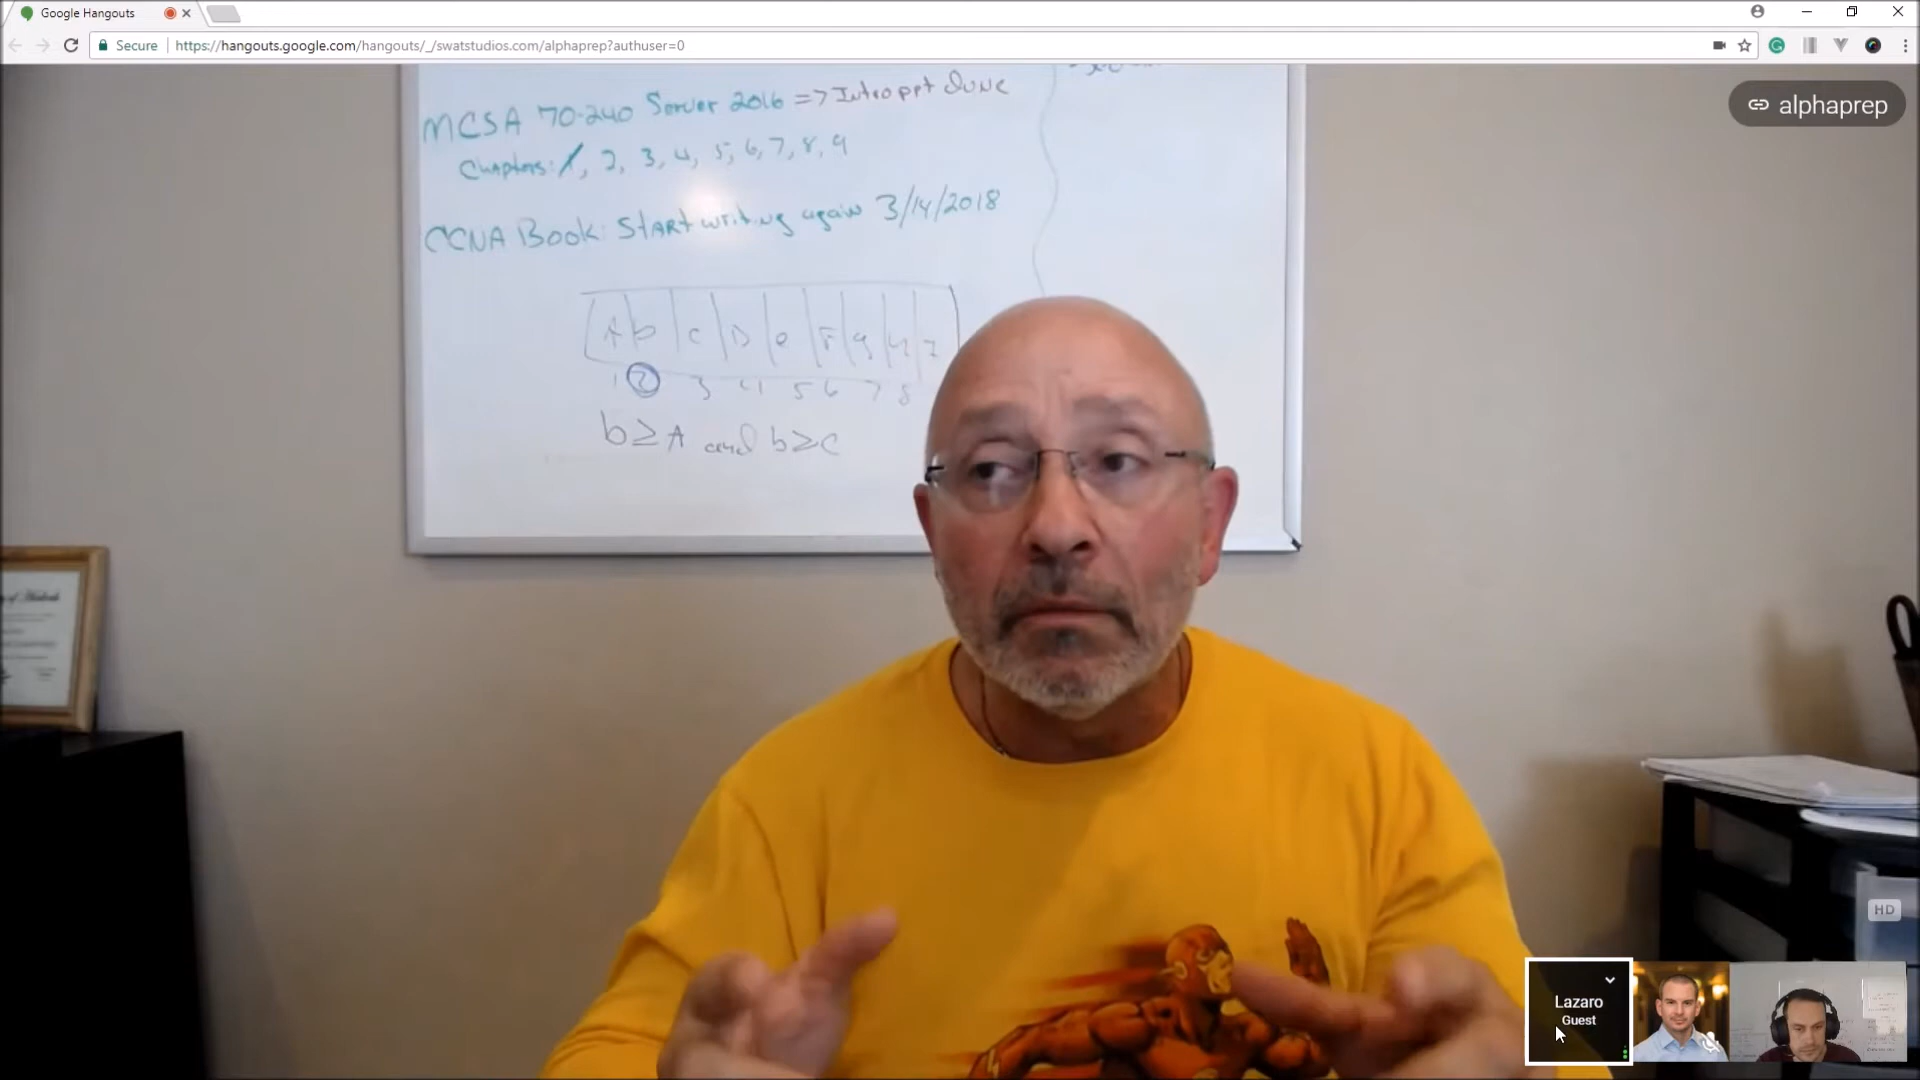 Google Hangouts
Secure https://hangouts.google.com/hangouts/_/swatstudios.com/alphaprep?authuser=0
alphaprep
MCSA 70-240 Server 2016 => Intro ppt June
Chapters: 1, 2, 3, 4, 5, 6, 7, 8, 9
CCNA Book: Start writing again 3/14/2018
A b C D e F g H I
1 2 3 4 5 6 7 8
b ≥ A and b ≥ C
HD
Lazaro
Guest